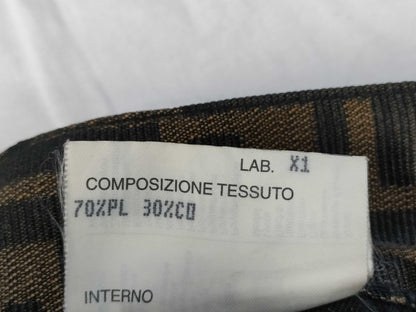 LAB. X1
COMPOSIZIONE TESSUTO
70%PL 30%CO
INTERNO